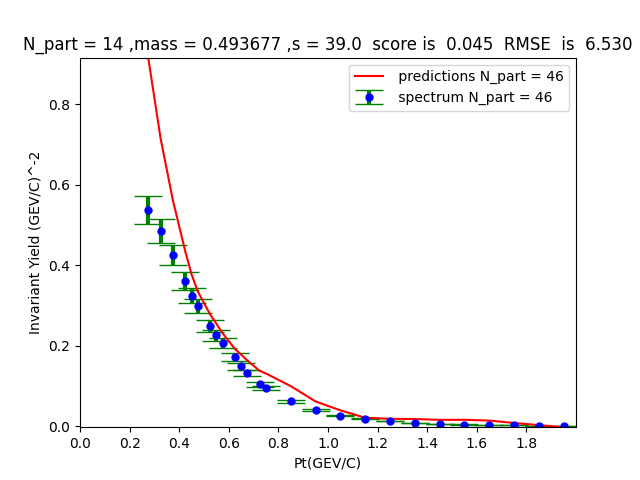 N_part = 14 ,mass = 0.493677 ,s = 39.0  score is  0.045  RMSE  is  6.530
predictions N_part = 46
spectrum N_part = 46
Invariant Yield (GEV/C)^-2
0.8
0.6
0.4
0.2
0.0
0.0 0.2 0.4 0.6 0.8 1.0 1.2 1.4 1.6 1.8
Pt(GEV/C)